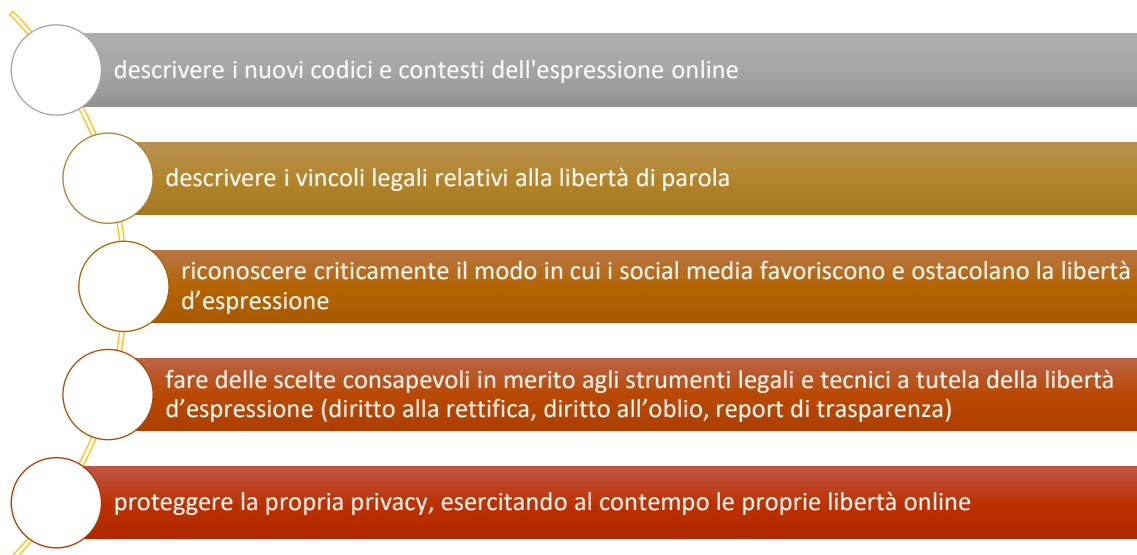 descrivere i nuovi codici e contesti dell'espressione online
descrivere i vincoli legali relativi alla libertà di parola
riconoscere criticamente il modo in cui i social media favoriscono e ostacolano la libertà
d’espressione
fare delle scelte consapevoli in merito agli strumenti legali e tecnici a tutela della libertà
d’espressione (diritto alla rettifica, diritto all’oblio, report di trasparenza)
proteggere la propria privacy, esercitando al contempo le proprie libertà online